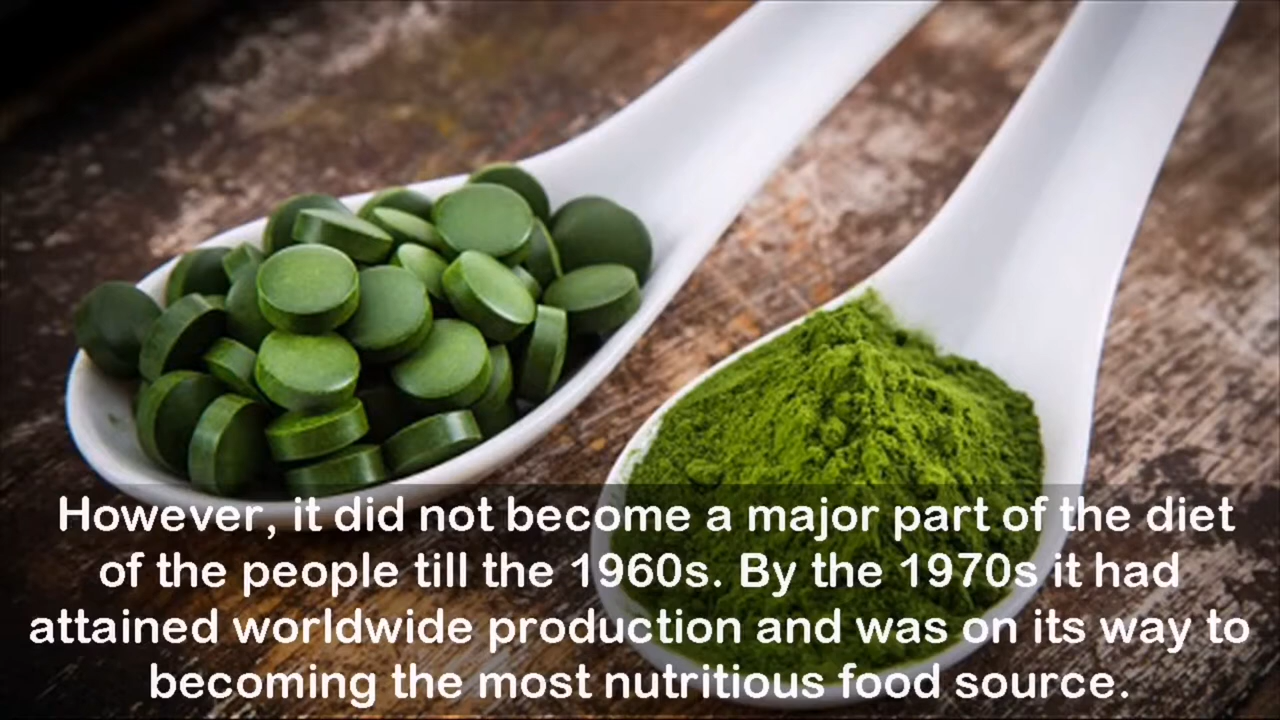 However, it did not become a major part of the diet
of the people till the 1960s. By the 1970s it had
attained worldwide production and was on its way to
becoming the most nutritious food source.